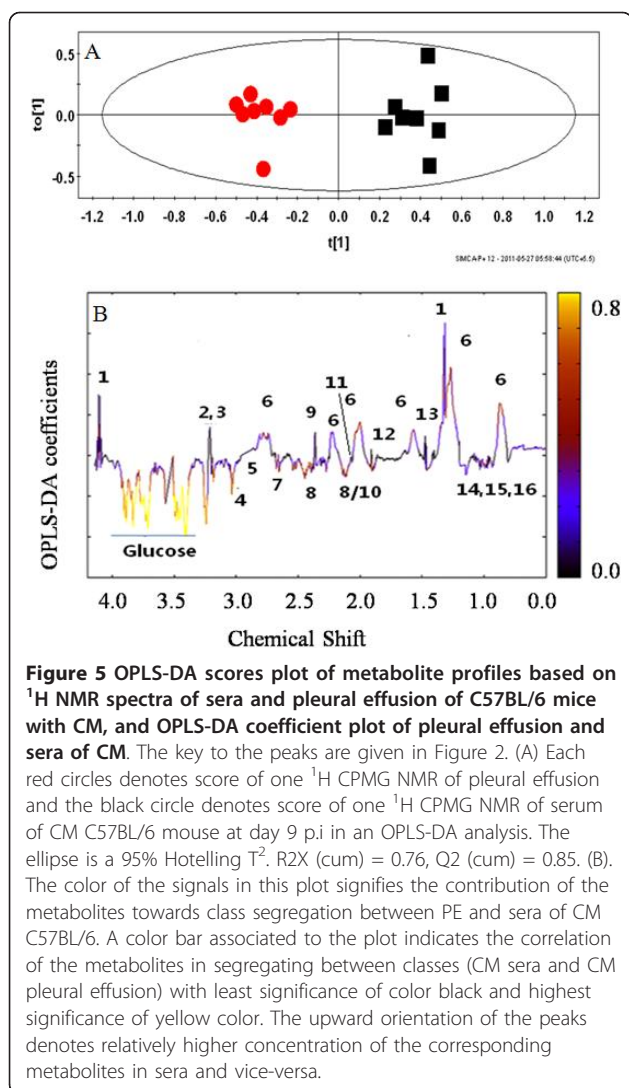 A
0.5
0.0
-0.5
to[1]
-1.2 -1.0 -0.8 -0.6 -0.4 -0.2 0.0 0.2 0.4 0.6 0.8 1.0 1.2
t[1]
SIMCA-P+ 12 - 2011-05-27 05:58:44 (UTC+5.5)
B
1
0.8
6
1
11
2,3
6
9
6
6
6
13
12
5
4
7
8
8/10
14,15,16
Glucose
0.0
OPLS-DA coefficients
4.0 3.5 3.0 2.5 2.0 1.5 1.0 0.5 0.0
Chemical Shift
Figure 5 OPLS-DA scores plot of metabolite profiles based on
¹H NMR spectra of sera and pleural effusion of C57BL/6 mice
with CM, and OPLS-DA coefficient plot of pleural effusion and
sera of CM. The key to the peaks are given in Figure 2. (A) Each
red circles denotes score of one ¹H CPMG NMR of pleural effusion
and the black circle denotes score of one ¹H CPMG NMR of serum
of CM C57BL/6 mouse at day 9 p.i in an OPLS-DA analysis. The
ellipse is a 95% Hotelling T². R2X (cum) = 0.76, Q2 (cum) = 0.85. (B).
The color of the signals in this plot signifies the contribution of the
metabolites towards class segregation between PE and sera of CM
C57BL/6. A color bar associated to the plot indicates the correlation
of the metabolites in segregating between classes (CM sera and CM
pleural effusion) with least significance of color black and highest
significance of yellow color. The upward orientation of the peaks
denotes relatively higher concentration of the corresponding
metabolites in sera and vice-versa.